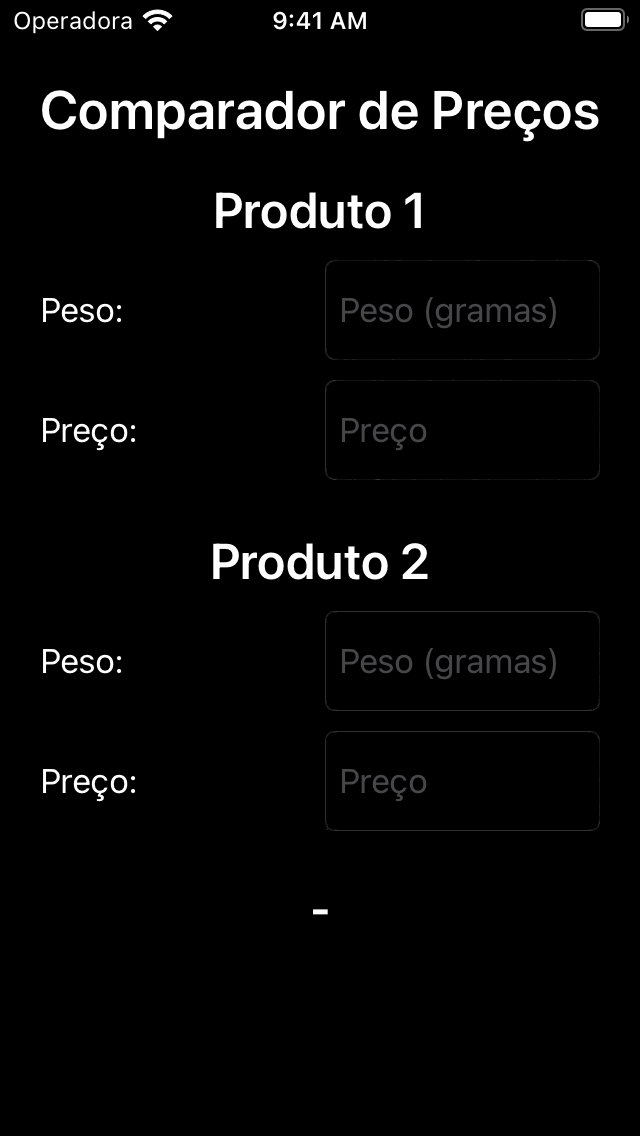 Operadora 9:41 AM
Comparador de Preços
Produto 1
Peso: Peso (gramas)
Preço: Preço
Produto 2
Peso: Peso (gramas)
Preço: Preço
-